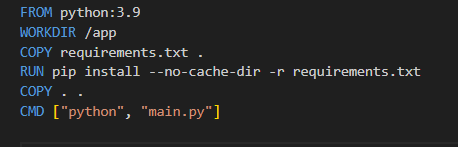 FROM python:3.9
WORKDIR /app
COPY requirements.txt .
RUN pip install --no-cache-dir -r requirements.txt
COPY . .
CMD ["python", "main.py"]